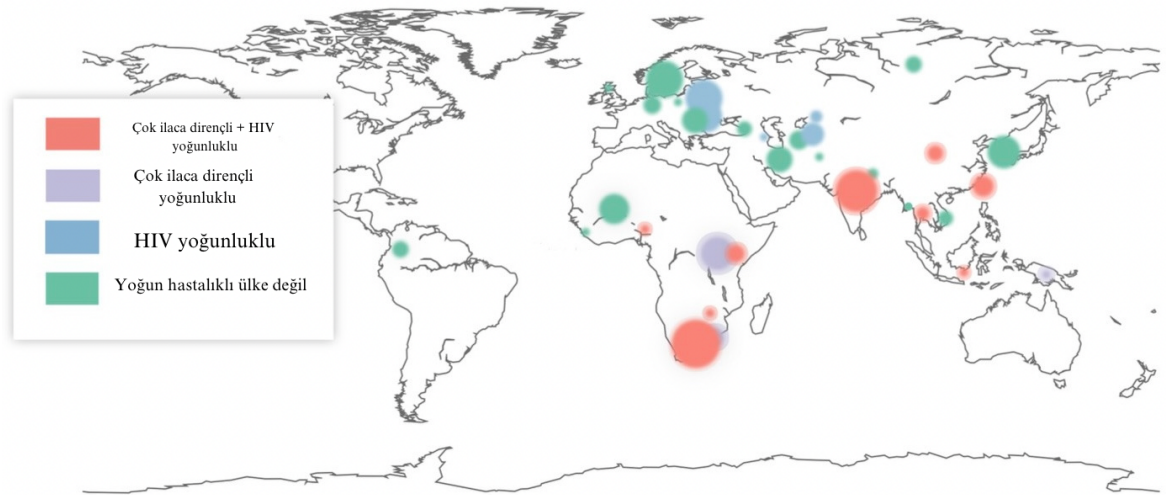 Çok ilaca dirençli + HIV
yoğunluklu
Çok ilaca dirençli
yoğunluklu
HIV yoğunluklu
Yoğun hastalıklı ülke değil